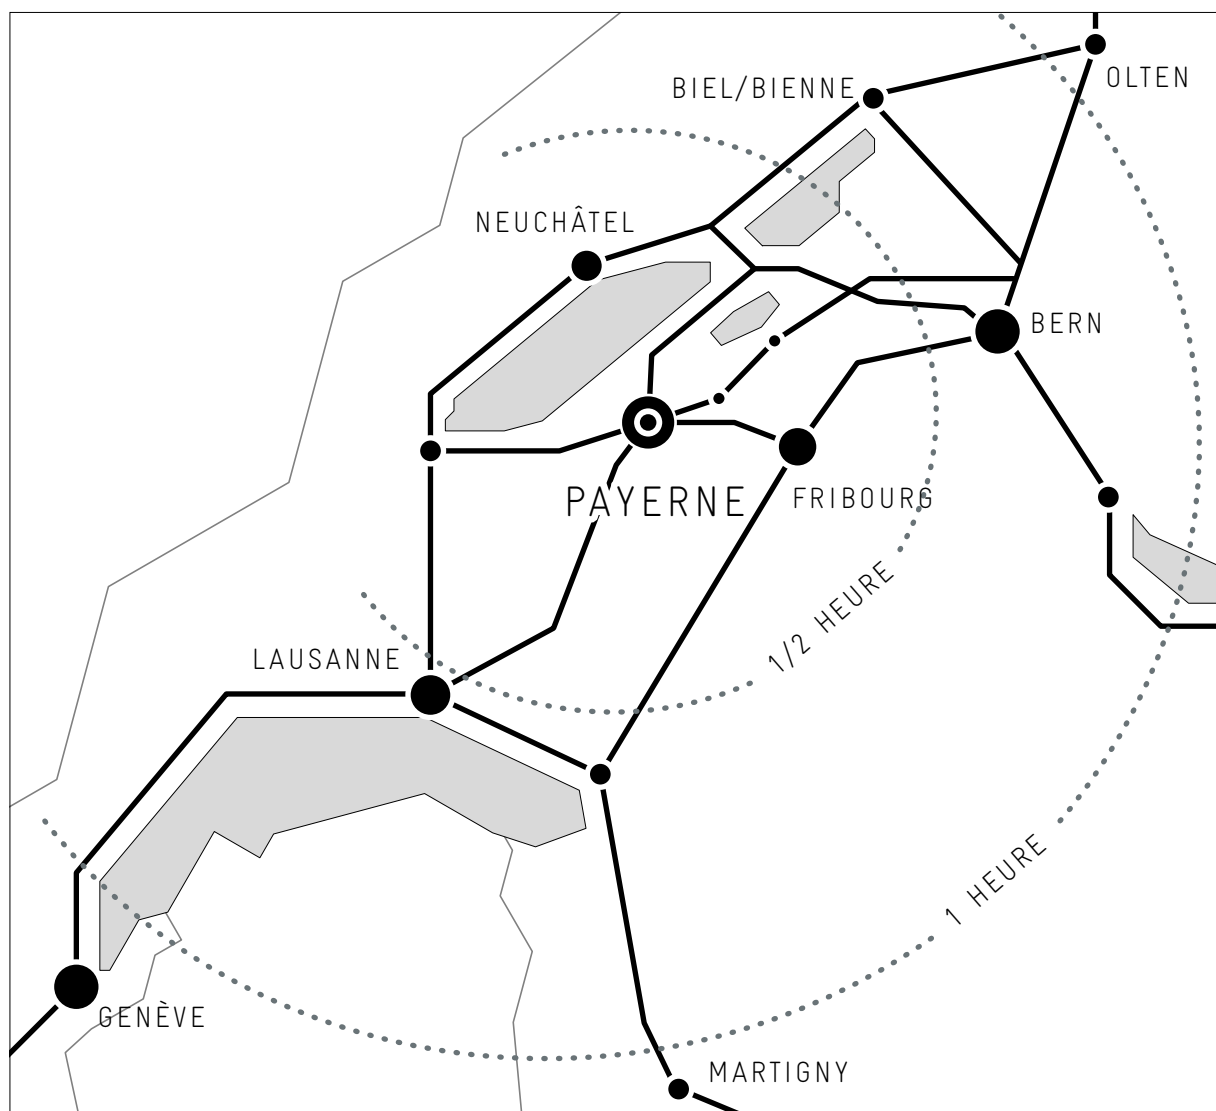 OLTEN
BIEL/BIENNE
NEUCHÂTEL
BERN
PAYERNE
FRIBOURG
1/2 HEURE
LAUSANNE
1 HEURE
GENÈVE
MARTIGNY